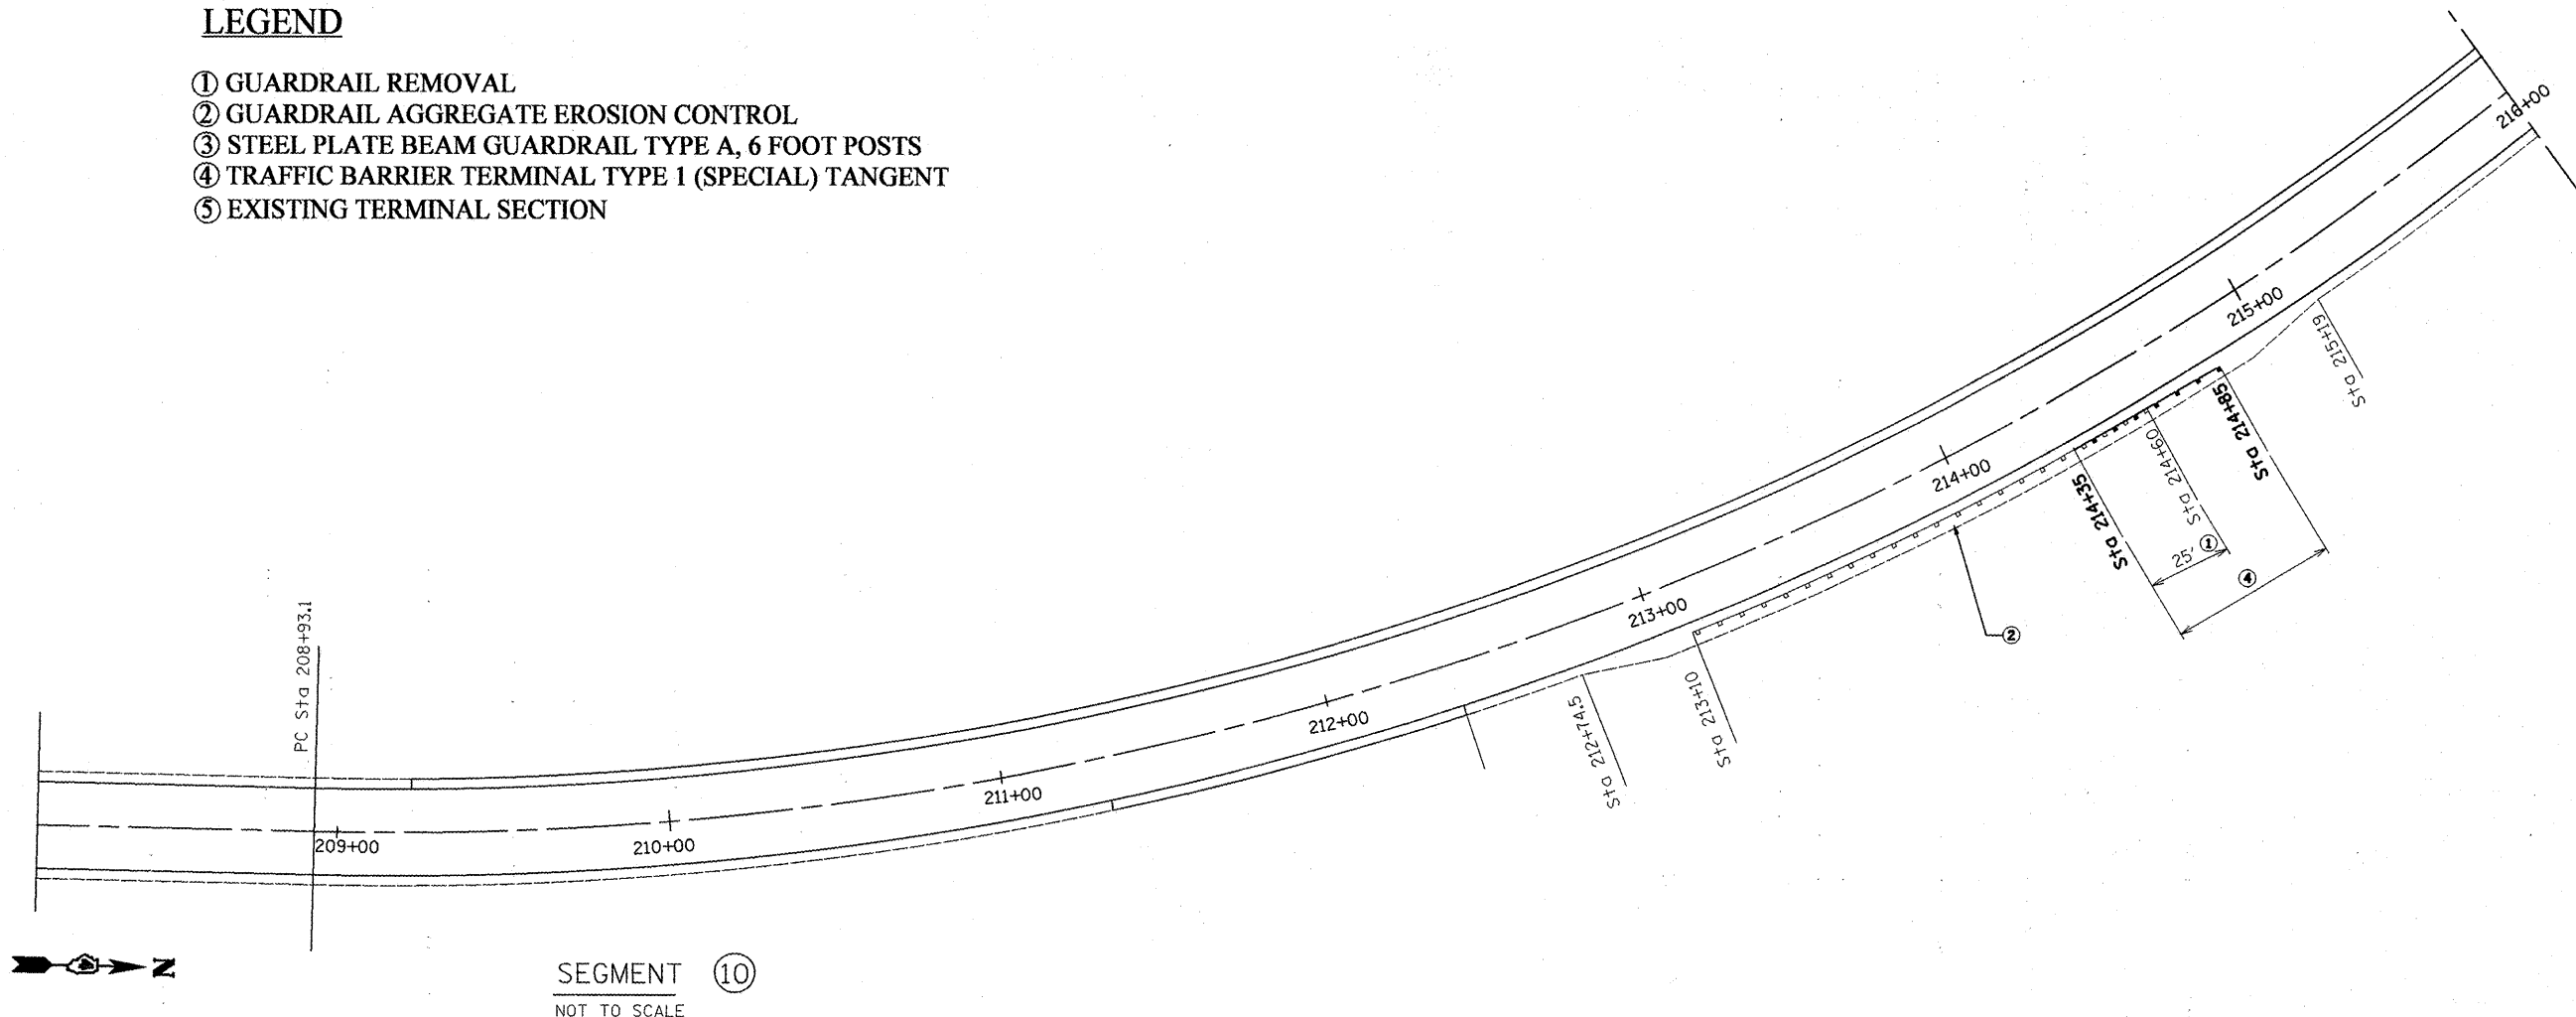 LEGEND
① GUARDRAIL REMOVAL
② GUARDRAIL AGGREGATE EROSION CONTROL
③ STEEL PLATE BEAM GUARDRAIL TYPE A, 6 FOOT POSTS
④ TRAFFIC BARRIER TERMINAL TYPE 1 (SPECIAL) TANGENT
⑤ EXISTING TERMINAL SECTION
PC Sta 208+93.1
209+00
210+00
211+00
212+00
213+00
214+00
215+00
216+00
Sta 212+74.5
Sta 213+10
Sta 214+35
Sta 214+60
Sta 214+85
Sta 215+19
25' ①
④
②
N
SEGMENT ⑩
NOT TO SCALE